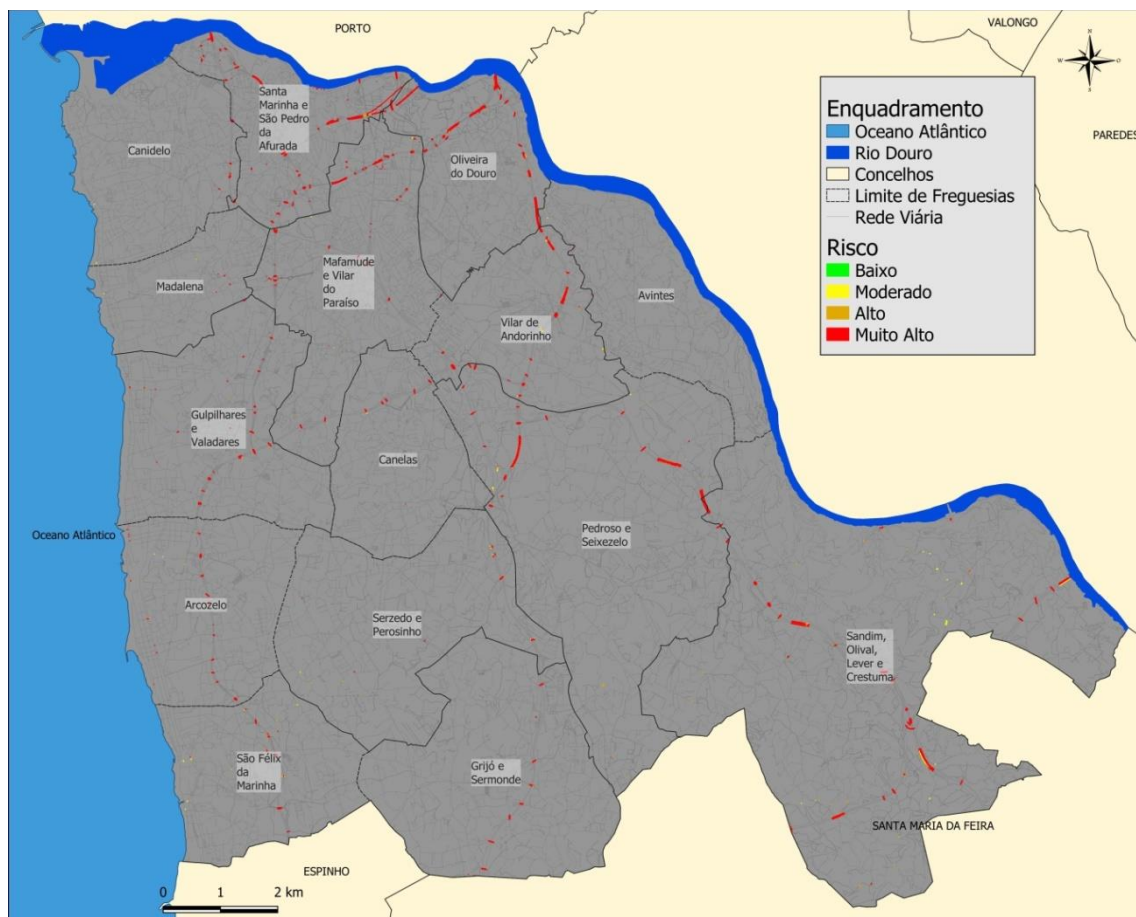 PORTO
VALONGO
N
W
O
S
PAREDES
Enquadramento
Oceano Atlântico
Rio Douro
Concelhos
Limite de Freguesias
Rede Viária
Risco
Baixo
Moderado
Alto
Muito Alto
Santa
Marinha e
São Pedro
da
Afurada
Canidelo
Oliveira
do Douro
Mafamude
e Vilar
do
Paraíso
Madalena
Avintes
Vilar de
Andorinho
Gulpilhares
e
Valadares
Canelas
Oceano Atlântico
Pedroso e
Seixezelo
Arcozelo
Serzedo e
Perosinho
Sandim,
Olival,
Lever e
Crestuma
São Félix
da
Marinha
Grijó e
Sermonde
SANTA MARIA DA FEIRA
ESPINHO
0 1 2 km